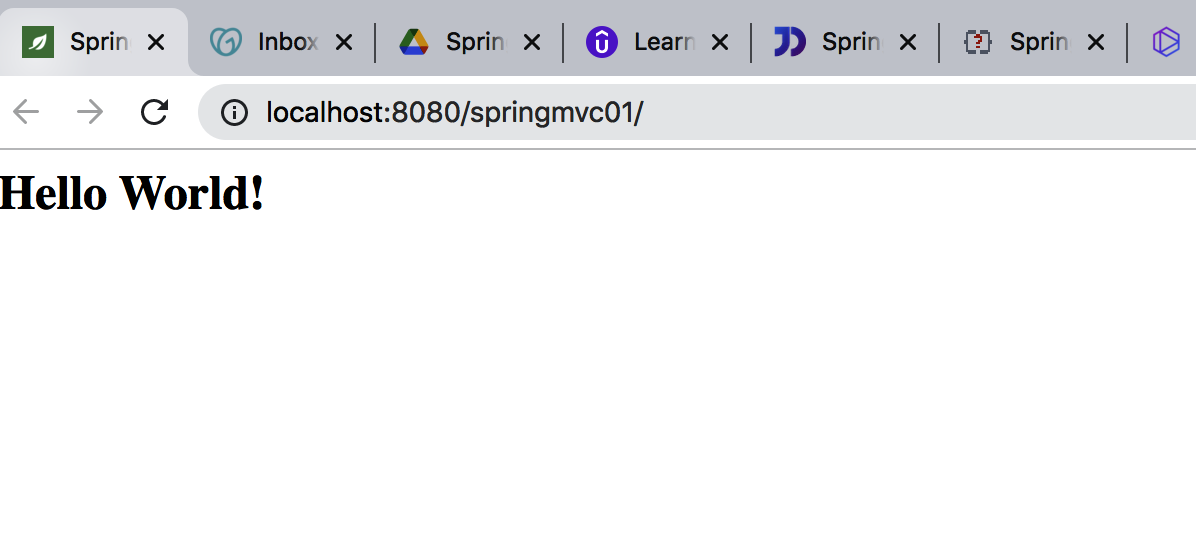 Sprin Inbox Sprin Learn Sprin Sprin
localhost:8080/springmvc01/
Hello World!